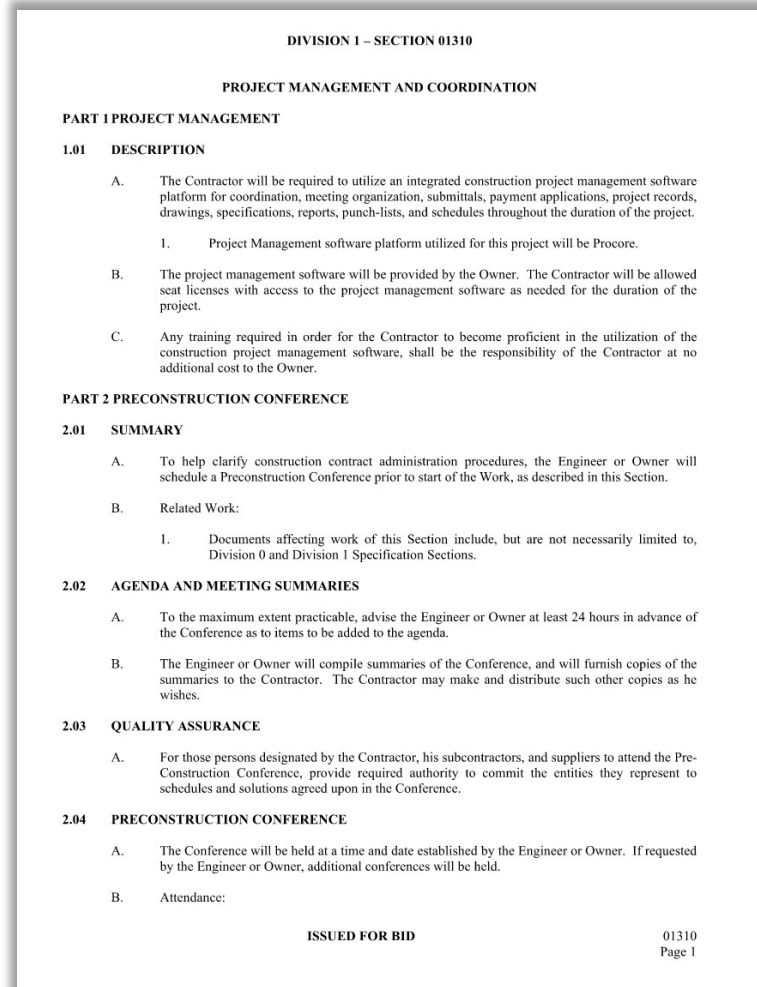 DIVISION 1 – SECTION 01310
PROJECT MANAGEMENT AND COORDINATION
PART 1 PROJECT MANAGEMENT
1.01 DESCRIPTION
A. The Contractor will be required to utilize an integrated construction project management software
platform for coordination, meeting organization, submittals, payment applications, project records,
drawings, specifications, reports, punch-lists, and schedules throughout the duration of the project.
1. Project Management software platform utilized for this project will be Procore.
B. The project management software will be provided by the Owner. The Contractor will be allowed
seat licenses with access to the project management software as needed for the duration of the
project.
C. Any training required in order for the Contractor to become proficient in the utilization of the
construction project management software, shall be the responsibility of the Contractor at no
additional cost to the Owner.
PART 2 PRECONSTRUCTION CONFERENCE
2.01 SUMMARY
A. To help clarify construction contract administration procedures, the Engineer or Owner will
schedule a Preconstruction Conference prior to start of the Work, as described in this Section.
B. Related Work:
1. Documents affecting work of this Section include, but are not necessarily limited to,
Division 0 and Division 1 Specification Sections.
2.02 AGENDA AND MEETING SUMMARIES
A. To the maximum extent practicable, advise the Engineer or Owner at least 24 hours in advance of
the Conference as to items to be added to the agenda.
B. The Engineer or Owner will compile summaries of the Conference, and will furnish copies of the
summaries to the Contractor. The Contractor may make and distribute such other copies as he
wishes.
2.03 QUALITY ASSURANCE
A. For those persons designated by the Contractor, his subcontractors, and suppliers to attend the Pre-
Construction Conference, provide required authority to commit the entities they represent to
schedules and solutions agreed upon in the Conference.
2.04 PRECONSTRUCTION CONFERENCE
A. The Conference will be held at a time and date established by the Engineer or Owner. If requested
by the Engineer or Owner, additional conferences will be held.
B. Attendance:
ISSUED FOR BID 01310
Page 1